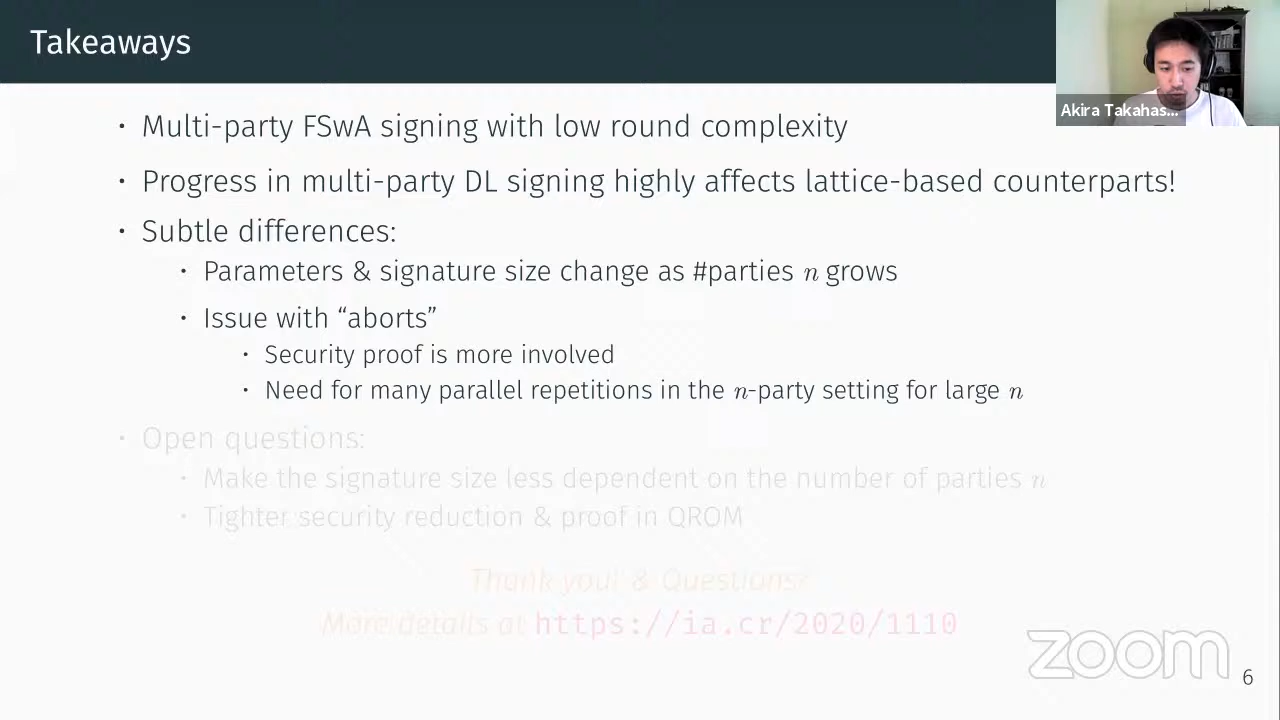 Takeaways
Akira Takahas...
· Multi-party FSwA signing with low round complexity
· Progress in multi-party DL signing highly affects lattice-based counterparts!
· Subtle differences:
· Parameters & signature size change as #parties n grows
· Issue with “aborts”
· Security proof is more involved
· Need for many parallel repetitions in the n-party setting for large n
· Open questions:
· Make the signature size less dependent on the number of parties n
· Tighter security reduction & proof in QROM
Thank you! & Questions?
More details at https://ia.cr/2020/1110
zoom
6